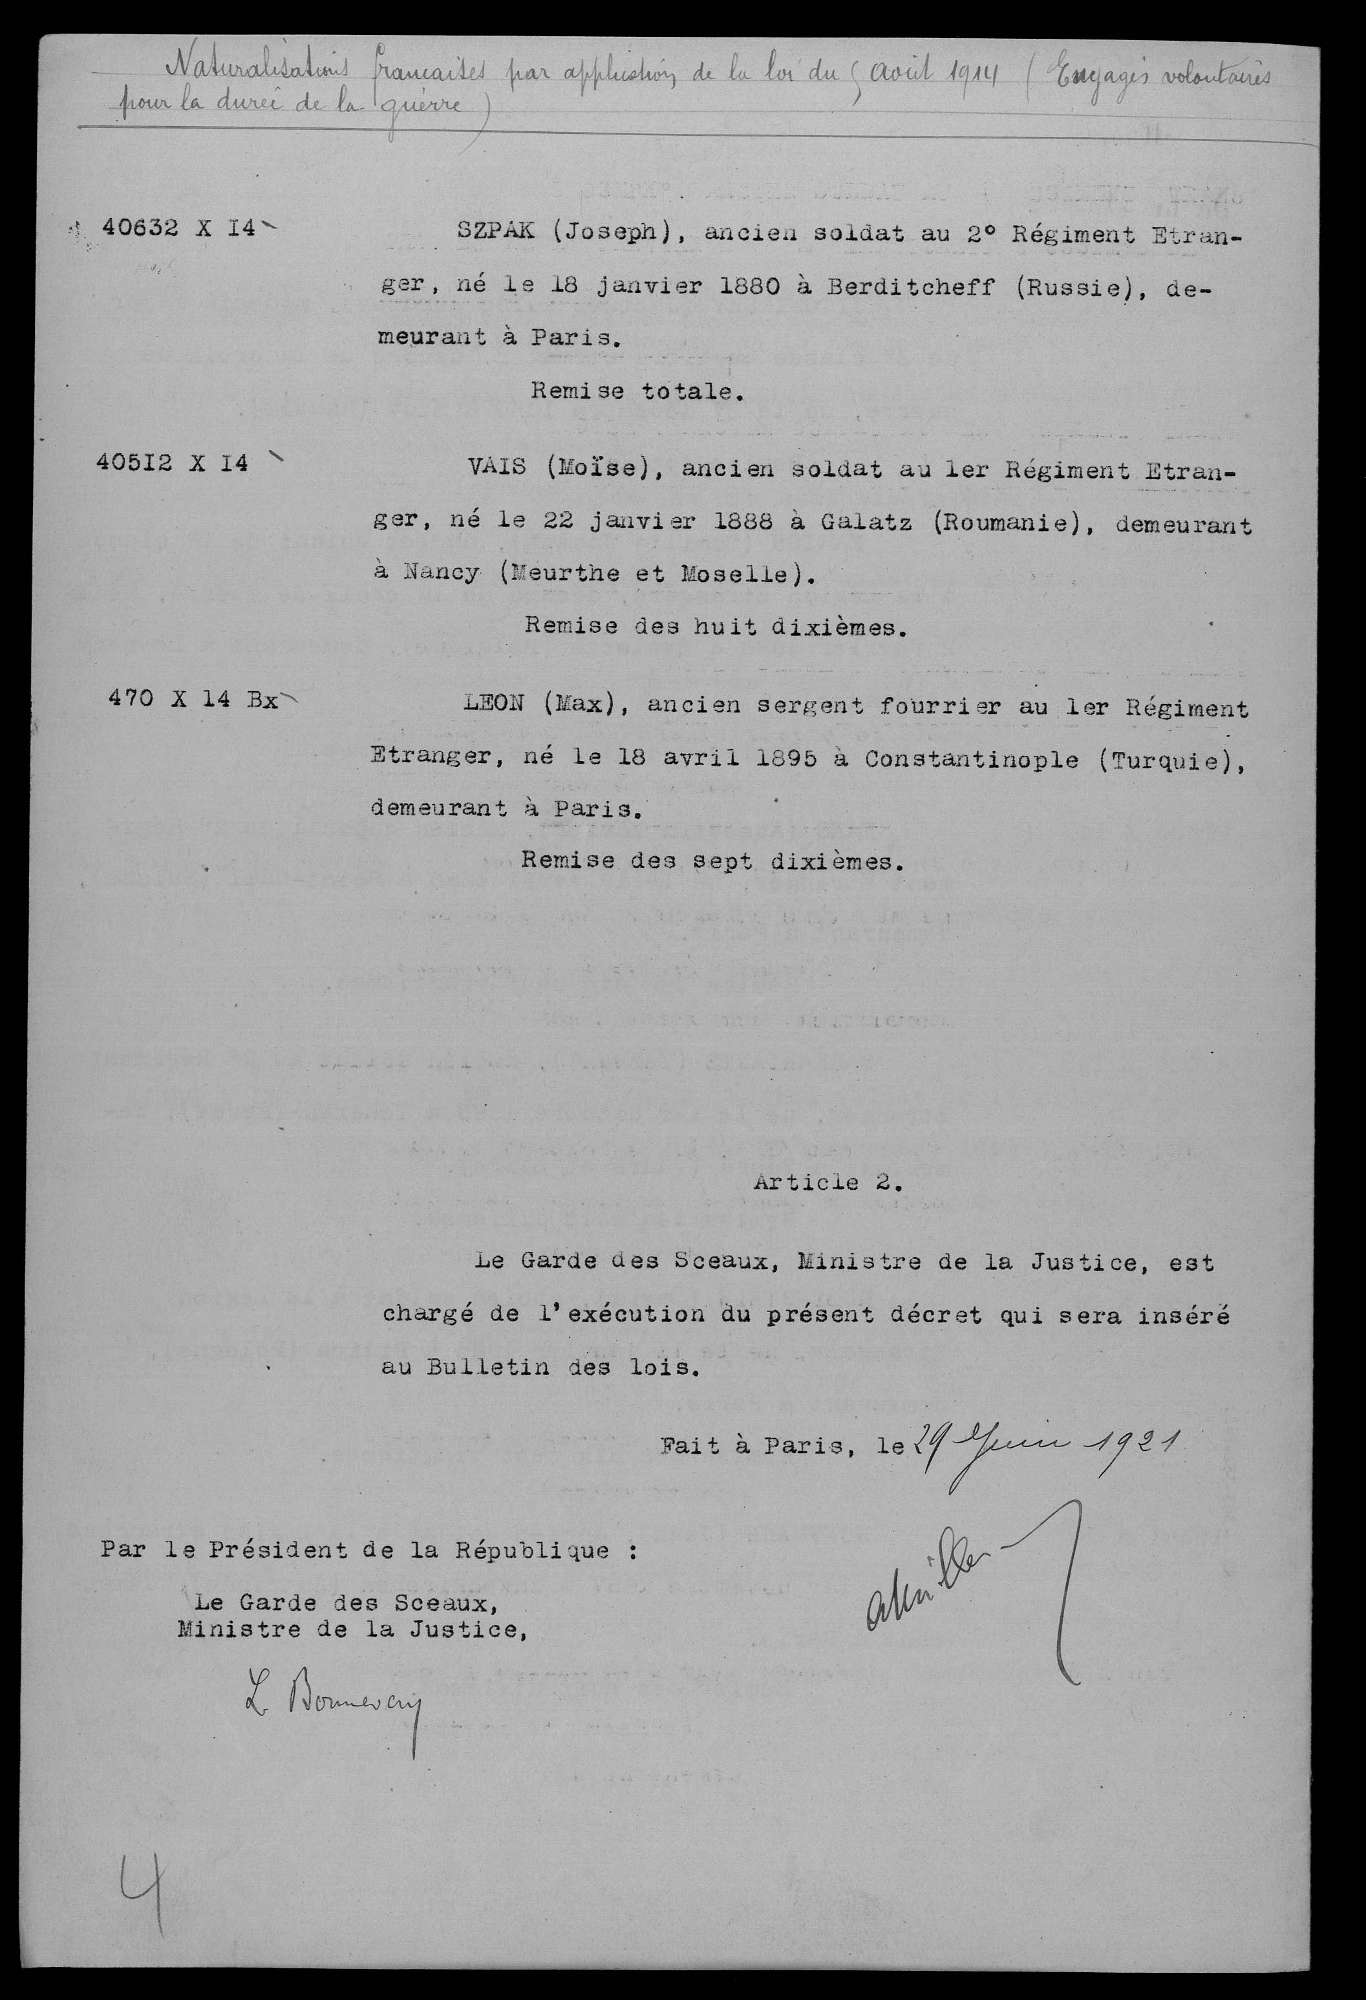 Naturalisations françaises par application de la loi du 5 août 1914 (Engagés volontaires
pour la durée de la guerre)
40632 X I4
SZPAK (Joseph), ancien soldat au 2° Régiment Etran-
ger, né le 18 janvier 1880 à Berditcheff (Russie), de-
meurant à Paris.
Remise totale.
405I2 X I4
VAIS (Moïse), ancien soldat au 1er Régiment Etran-
ger, né le 22 janvier 1888 à Galatz (Roumanie), demeurant
à Nancy (Meurthe et Moselle).
Remise des huit dixièmes.
470 X 14 Bx
LEON (Max), ancien sergent fourrier au 1er Régiment
Etranger, né le 18 avril 1895 à Constantinople (Turquie),
demeurant à Paris.
Remise des sept dixièmes.
Article 2.
Le Garde des Sceaux, Ministre de la Justice, est
chargé de l'exécution du présent décret qui sera inséré
au Bulletin des lois.
Fait à Paris, le 29 Juin 1921
Par le Président de la République :
Le Garde des Sceaux,
Ministre de la Justice,
L Bonnevay
4